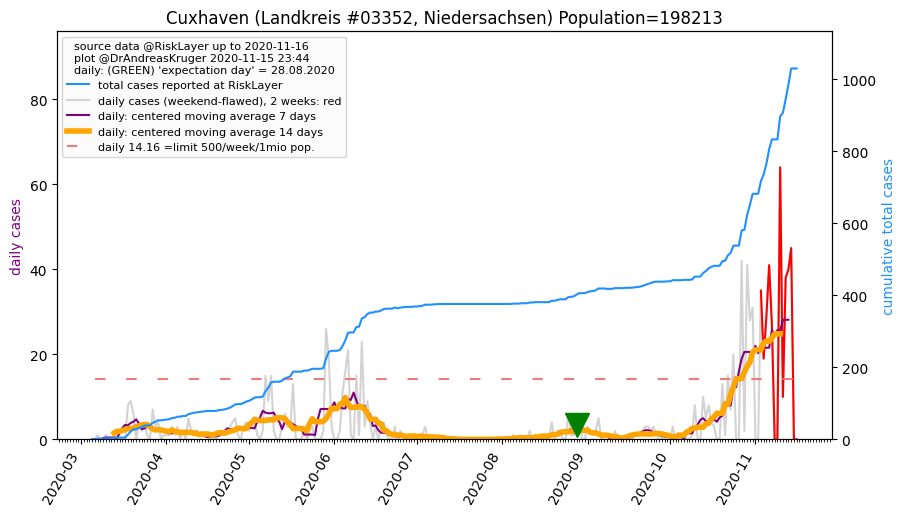 Cuxhaven (Landkreis #03352, Niedersachsen) Population=198213
source data @RiskLayer up to 2020-11-16
plot @DrAndreasKruger 2020-11-15 23:44
daily: (GREEN) 'expectation day' = 28.08.2020
total cases reported at RiskLayer
daily cases (weekend-flawed), 2 weeks: red
daily: centered moving average 7 days
daily: centered moving average 14 days
daily 14.16 =limit 500/week/1mio pop.
daily cases
80
60
40
20
0
cumulative total cases
1000
800
600
400
200
0
2020-03
2020-04
2020-05
2020-06
2020-07
2020-08
2020-09
2020-10
2020-11